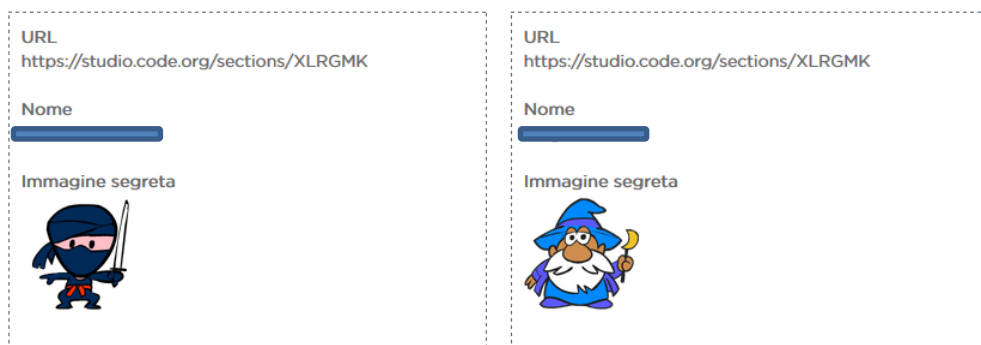 URL
https://studio.code.org/sections/XLRGMK
Nome
Immagine segreta
URL
https://studio.code.org/sections/XLRGMK
Nome
Immagine segreta